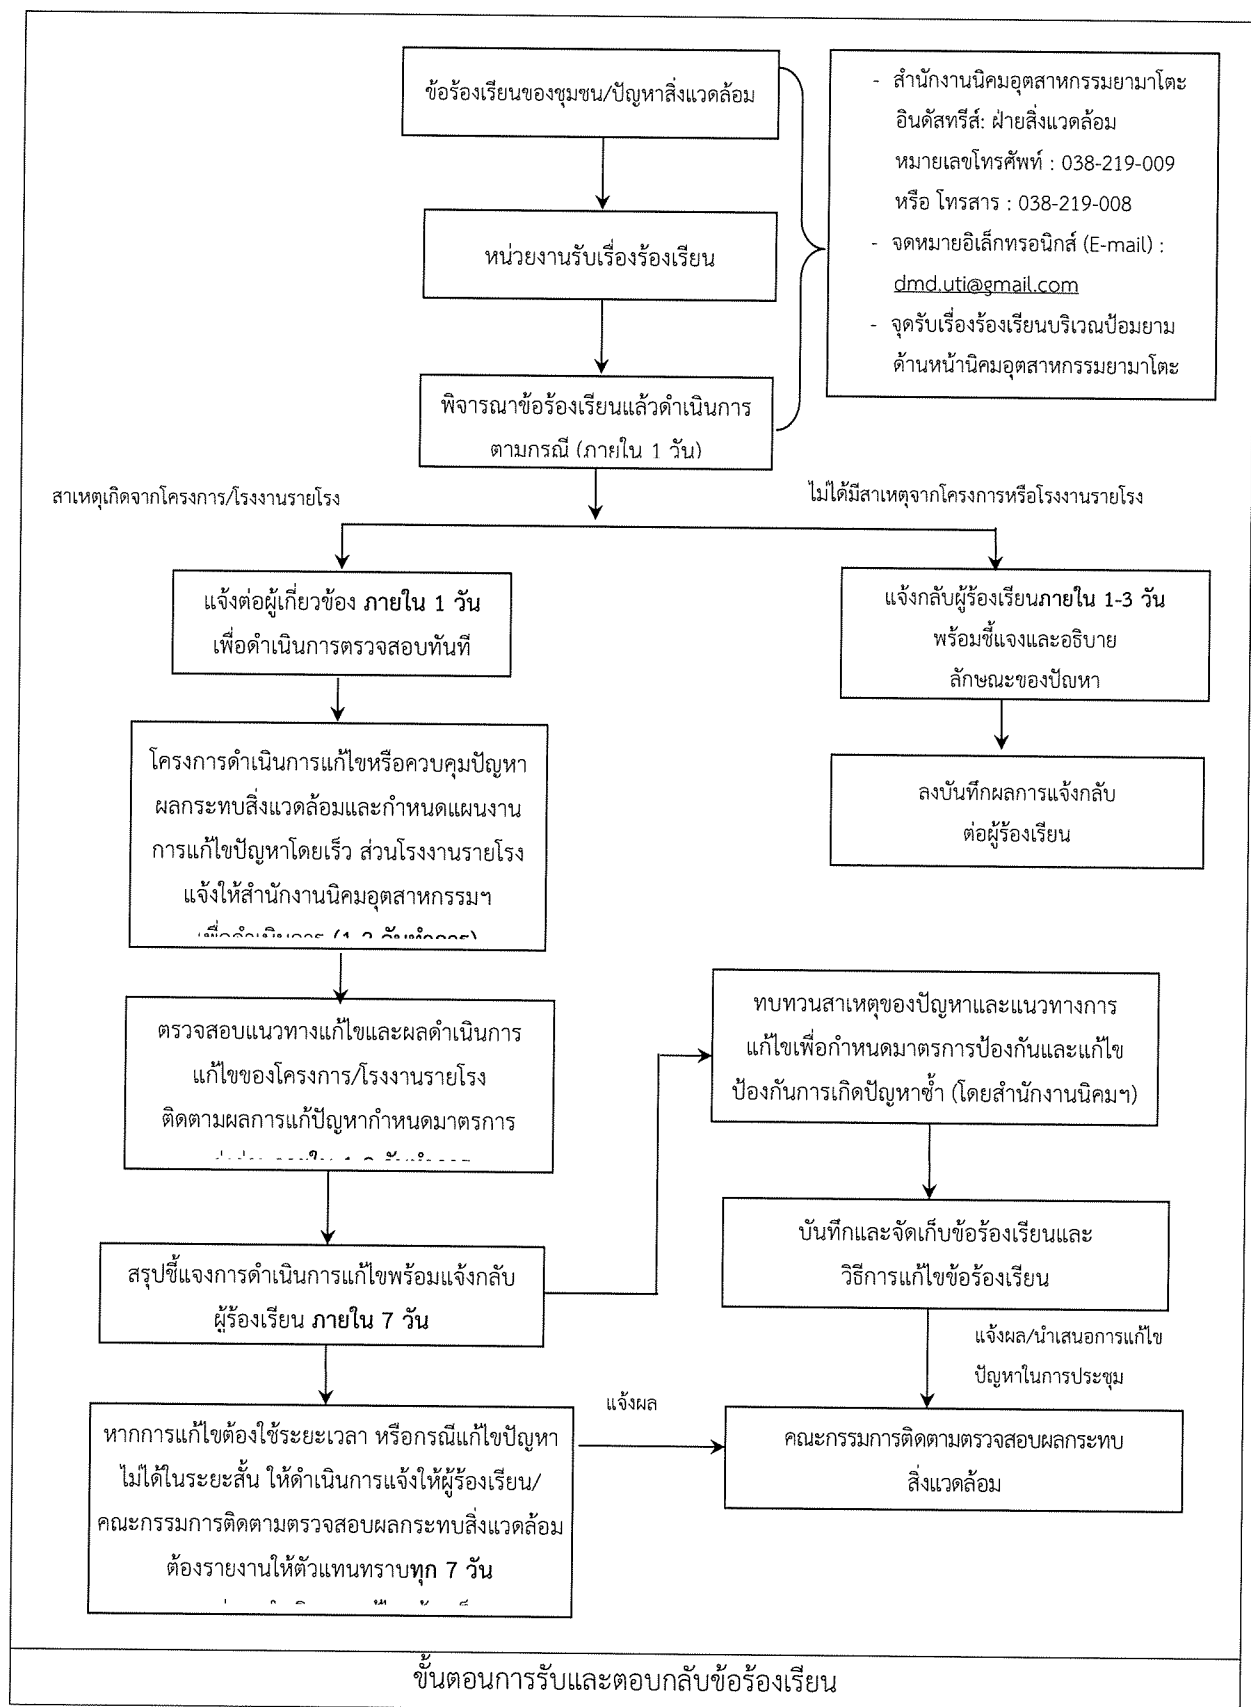 ข้อร้องเรียนของชุมชน/ปัญหาสิ่งแวดล้อม
- สำนักงานนิคมอุตสาหกรรมยามาโตะ
อินดัสทรีส์: ฝ่ายสิ่งแวดล้อม
หมายเลขโทรศัพท์ : 038-219-009
หรือ โทรสาร : 038-219-008
- จดหมายอิเล็กทรอนิกส์ (E-mail) :
dmd.uti@gmail.com
- จุดรับเรื่องร้องเรียนบริเวณป้อมยาม
ด้านหน้านิคมอุตสาหกรรมยามาโตะ
หน่วยงานรับเรื่องร้องเรียน
พิจารณาข้อร้องเรียนแล้วดำเนินการ
ตามกรณี (ภายใน 1 วัน)
สาเหตุเกิดจากโครงการ/โรงงานรายโรง
ไม่ได้มีสาเหตุจากโครงการหรือโรงงานรายโรง
แจ้งต่อผู้เกี่ยวข้อง ภายใน 1 วัน
เพื่อดำเนินการตรวจสอบทันที
แจ้งกลับผู้ร้องเรียนภายใน 1-3 วัน
พร้อมชี้แจงและอธิบาย
ลักษณะของปัญหา
โครงการดำเนินการแก้ไขหรือควบคุมปัญหา
ผลกระทบสิ่งแวดล้อมและกำหนดแผนงาน
การแก้ไขปัญหาโดยเร็ว ส่วนโรงงานรายโรง
แจ้งให้สำนักงานนิคมอุตสาหกรรมฯ
เพื่อดำเนินการ
ลงบันทึกผลการแจ้งกลับ
ต่อผู้ร้องเรียน
ตรวจสอบแนวทางแก้ไขและผลดำเนินการ
แก้ไขของโครงการ/โรงงานรายโรง
ติดตามผลการแก้ปัญหากำหนดมาตรการ
ทบทวนสาเหตุของปัญหาและแนวทางการ
แก้ไขเพื่อกำหนดมาตรการป้องกันและแก้ไข
ป้องกันการเกิดปัญหาซ้ำ (โดยสำนักงานนิคมฯ)
สรุปชี้แจงการดำเนินการแก้ไขพร้อมแจ้งกลับ
ผู้ร้องเรียน ภายใน 7 วัน
บันทึกและจัดเก็บข้อร้องเรียนและ
วิธีการแก้ไขข้อร้องเรียน
แจ้งผล/นำเสนอการแก้ไข
ปัญหาในการประชุม
หากการแก้ไขต้องใช้ระยะเวลา หรือกรณีแก้ไขปัญหา
ไม่ได้ในระยะสั้น ให้ดำเนินการแจ้งให้ผู้ร้องเรียน/
คณะกรรมการติดตามตรวจสอบผลกระทบสิ่งแวดล้อม
ต้องรายงานให้ตัวแทนทราบทุก 7 วัน
แจ้งผล
คณะกรรมการติดตามตรวจสอบผลกระทบ
สิ่งแวดล้อม
ขั้นตอนการรับและตอบกลับข้อร้องเรียน